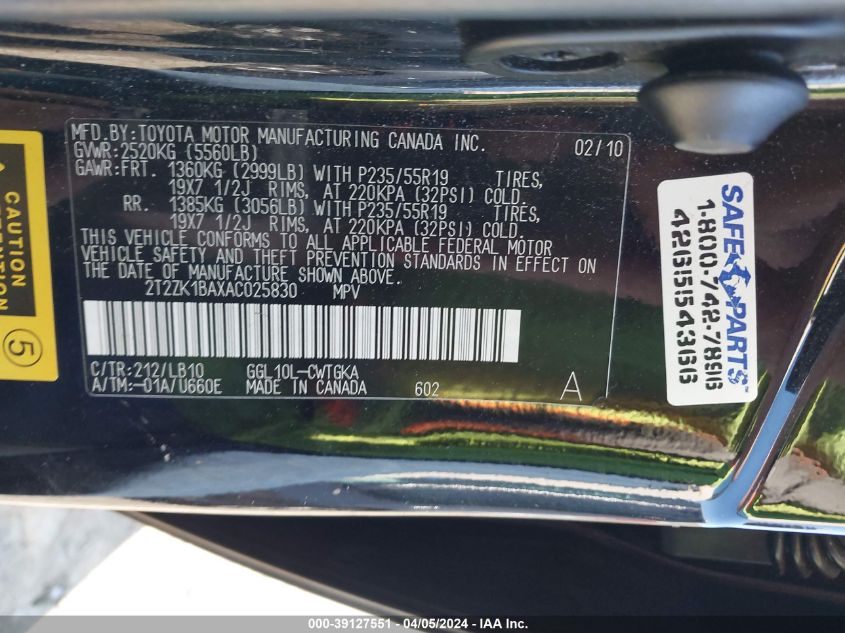 MFD. BY: TOYOTA MOTOR MANUFACTURING CANADA INC. 02/10
GVWR: 2520KG (5560LB)
GAWR: FRT. 1360KG (2999LB) WITH P235/55R19 TIRES,
19X7 1/2J RIMS, AT 220KPA (32PSI) COLD.
RR. 1385KG (3056LB) WITH P235/55R19 TIRES,
19X7 1/2J RIMS, AT 220KPA (32PSI) COLD.
THIS VEHICLE CONFORMS TO ALL APPLICABLE FEDERAL MOTOR
VEHICLE SAFETY AND THEFT PREVENTION STANDARDS IN EFFECT ON
THE DATE OF MANUFACTURE SHOWN ABOVE.
2T2ZK1BAXAC025830 MPV
C/TR: 212/LB10 GGL10L-CWTGKA
A/TM: -01A/U660E MADE IN CANADA 602 A
CAUTION
5
SAFE PARTS
1-800-742-7896
4265543G6
000-39127551 - 04/05/2024 - IAA, Inc.